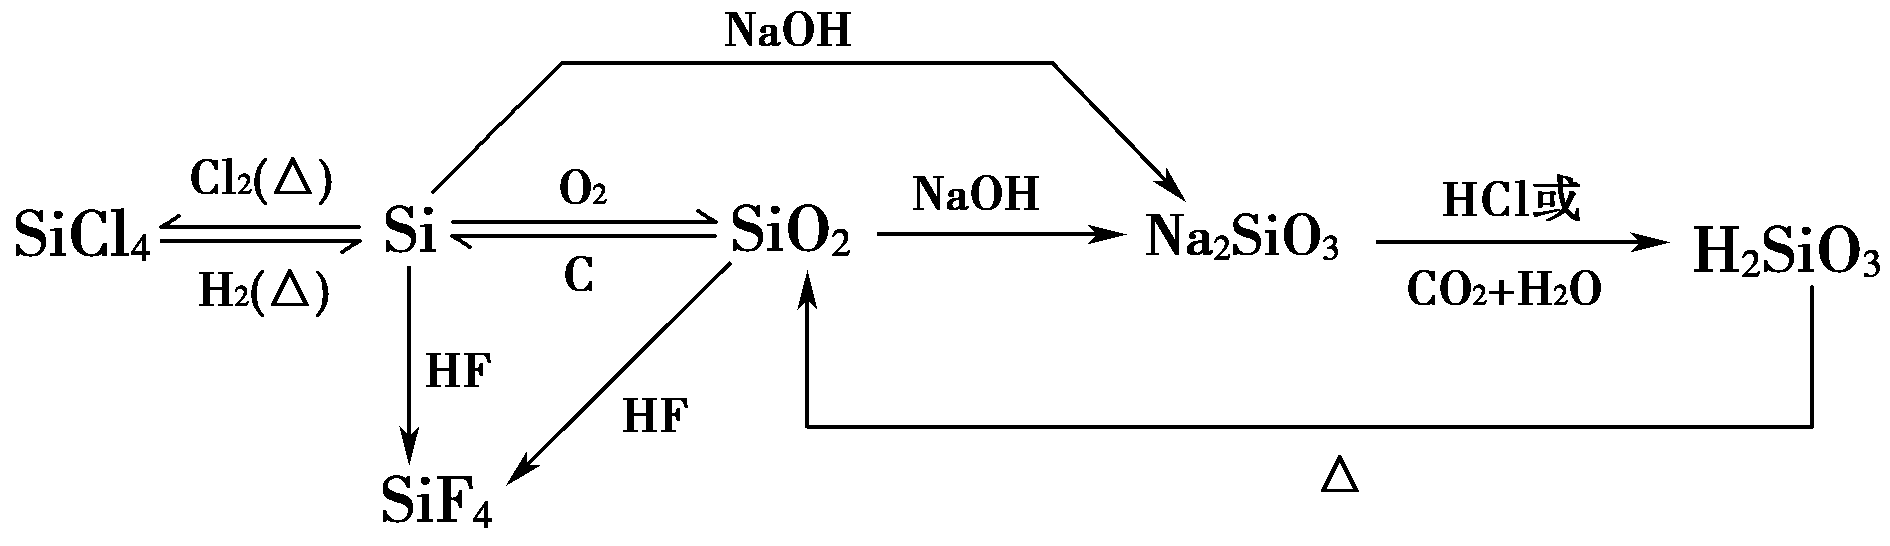 NaOH
Cl2(△)
O2
NaOH
HCl或
SiCl4
Si
SiO2
Na2SiO3
H2SiO3
H2(△)
C
CO2+H2O
HF
HF
△
SiF4